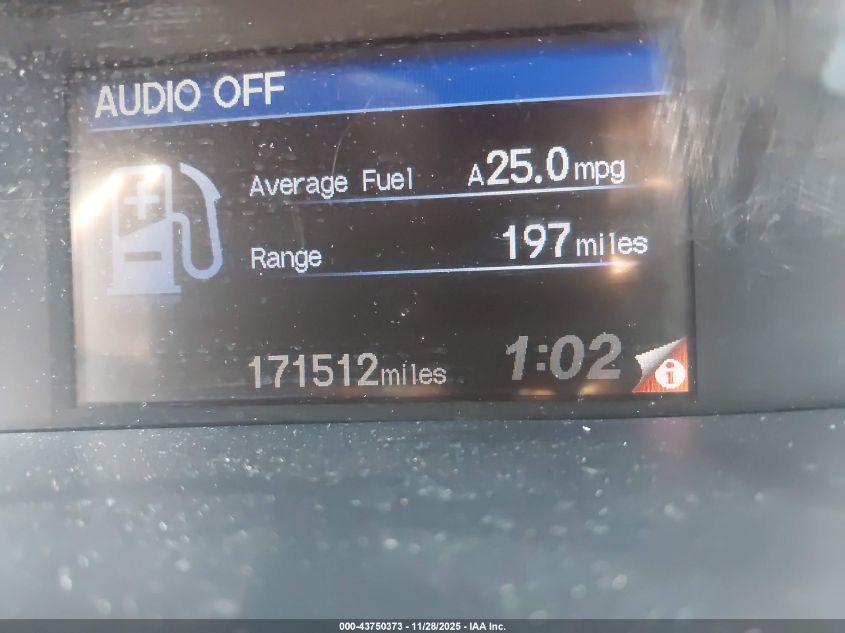 AUDIO OFF
Average Fuel A25.0mpg
Range 197miles
171512miles 1:02
i
000-43750373 - 11/28/2025 - IAA Inc.